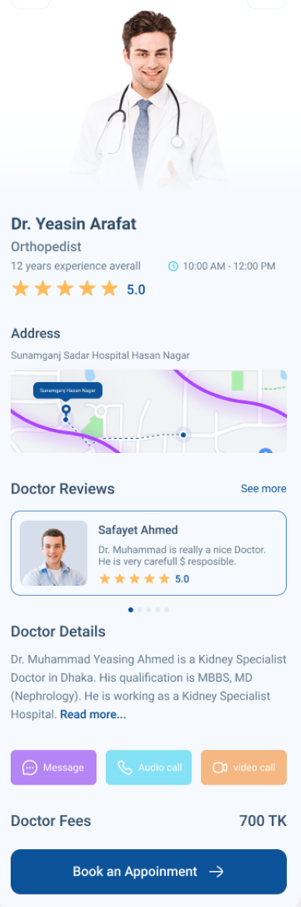 Dr. Yeasin Arafat
Orthopedist
12 years experience averall
10:00 AM - 12:00 PM
5.0
Address
Sunamganj Sadar Hospital Hasan Nagar
Sunamganj Hasan Nagar
Doctor Reviews
See more
Safayet Ahmed
Dr. Muhammad is really a nice Doctor.
He is very carefull $ resposible.
5.0
Doctor Details
Dr. Muhammad Yeasing Ahmed is a Kidney Specialist
Doctor in Dhaka. His qualification is MBBS, MD
(Nephrology). He is working as a Kidney Specialist
Hospital. Read more...
Message
Audio call
video call
Doctor Fees
700 TK
Book an Appoinment